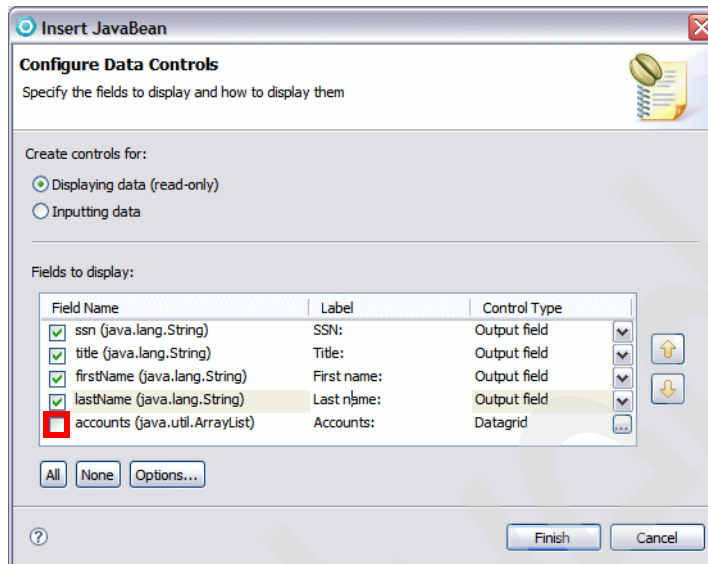 Insert JavaBean
Configure Data Controls
Specify the fields to display and how to display them
Create controls for:
Displaying data (read-only)
Inputting data
Fields to display:
Field Name Label Control Type
ssn (java.lang.String) SSN: Output field
title (java.lang.String) Title: Output field
firstName (java.lang.String) First name: Output field
lastName (java.lang.String) Last name: Output field
accounts (java.util.ArrayList) Accounts: Datagrid ...
All None Options...
? Finish Cancel